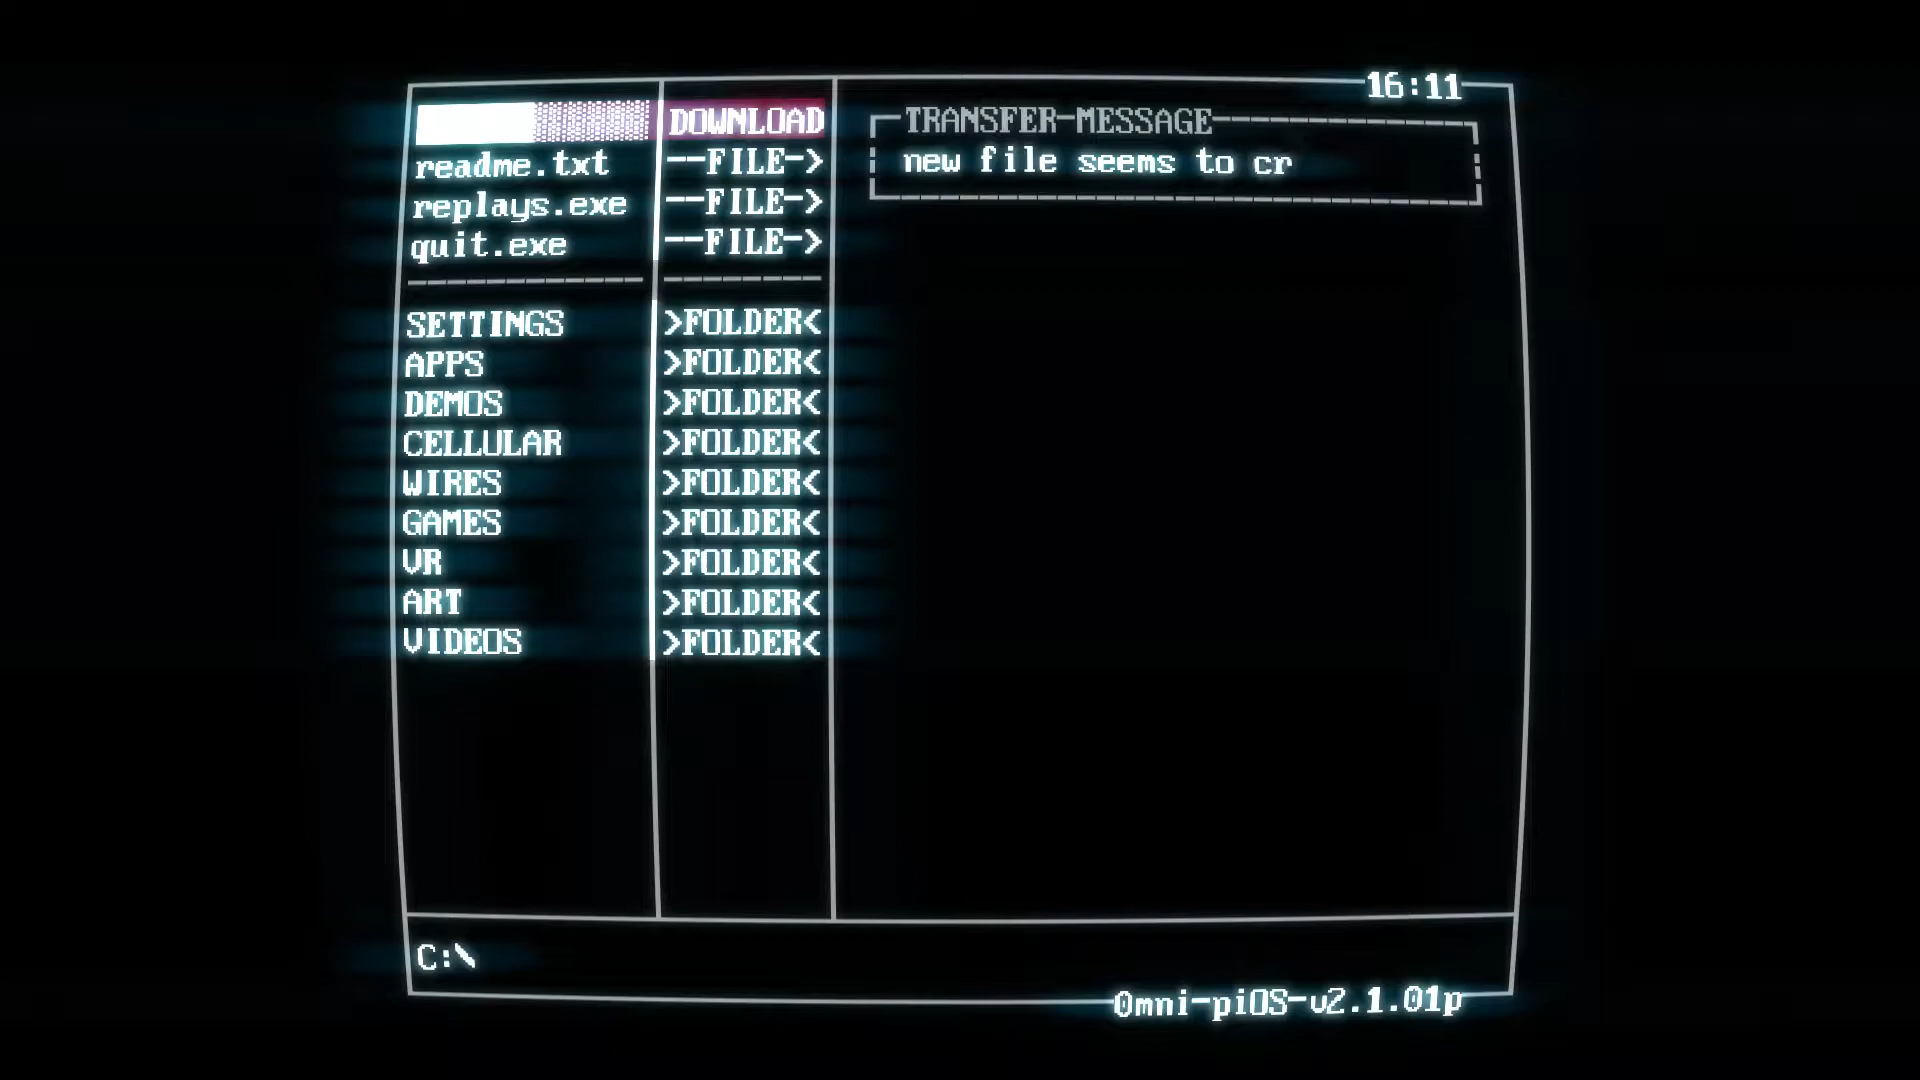 16:11
DOWNLOAD
readme.txt --FILE->
replays.exe --FILE->
quit.exe --FILE->
SETTINGS >FOLDER<
APPS >FOLDER<
DEMOS >FOLDER<
CELLULAR >FOLDER<
WIRES >FOLDER<
GAMES >FOLDER<
VR >FOLDER<
ART >FOLDER<
VIDEOS >FOLDER<
TRANSFER-MESSAGE
new file seems to cr
C:\
0mni-piOS-v2.1.01p